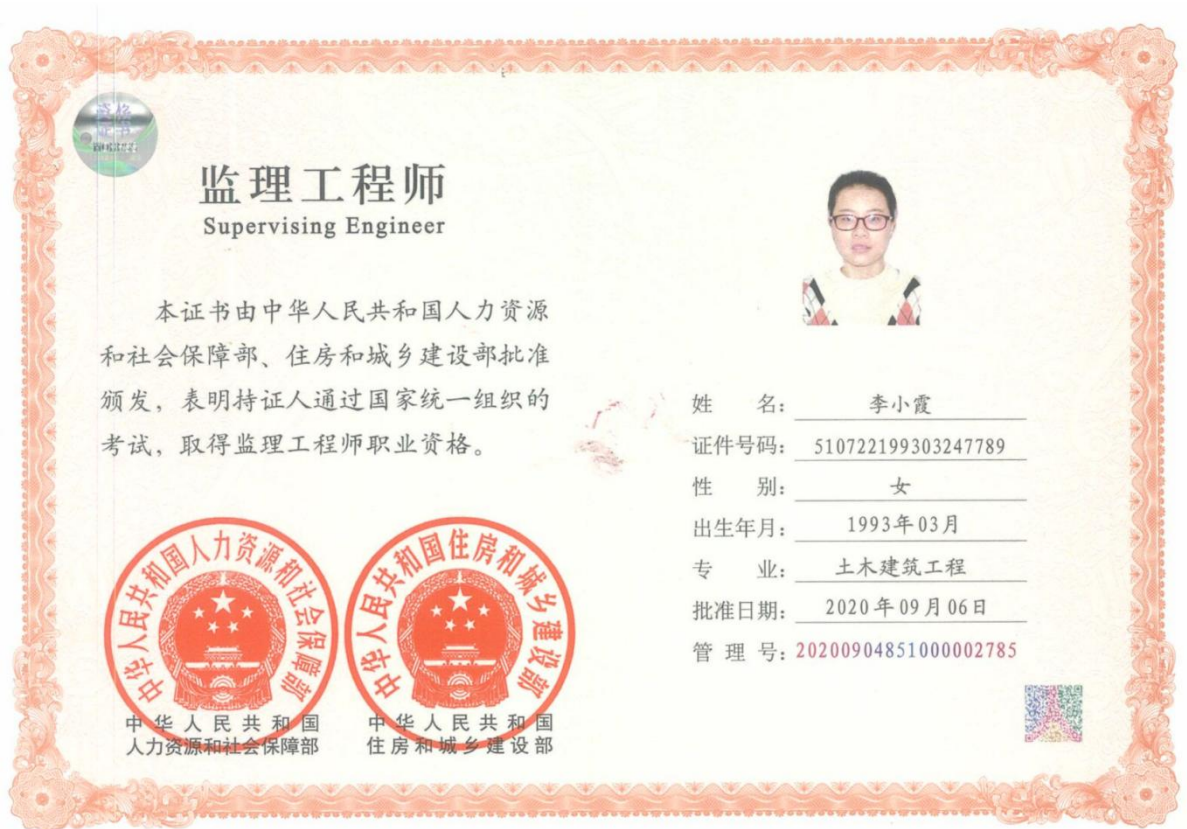 资格
证书
监理工程师
Supervising Engineer
本证书由中华人民共和国人力资源
和社会保障部、住房和城乡建设部批准
颁发，表明持证人通过国家统一组织的
考试，取得监理工程师职业资格。
中华人民共和国人力资源和社会保障部
中华人民共和国
人力资源和社会保障部
中华人民共和国住房和城乡建设部
中华人民共和国
住房和城乡建设部
姓 名：李小霞
证件号码：510722199303247789
性 别：女
出生年月：1993年03月
专 业：土木建筑工程
批准日期：2020年09月06日
管 理 号：20200904851000002785